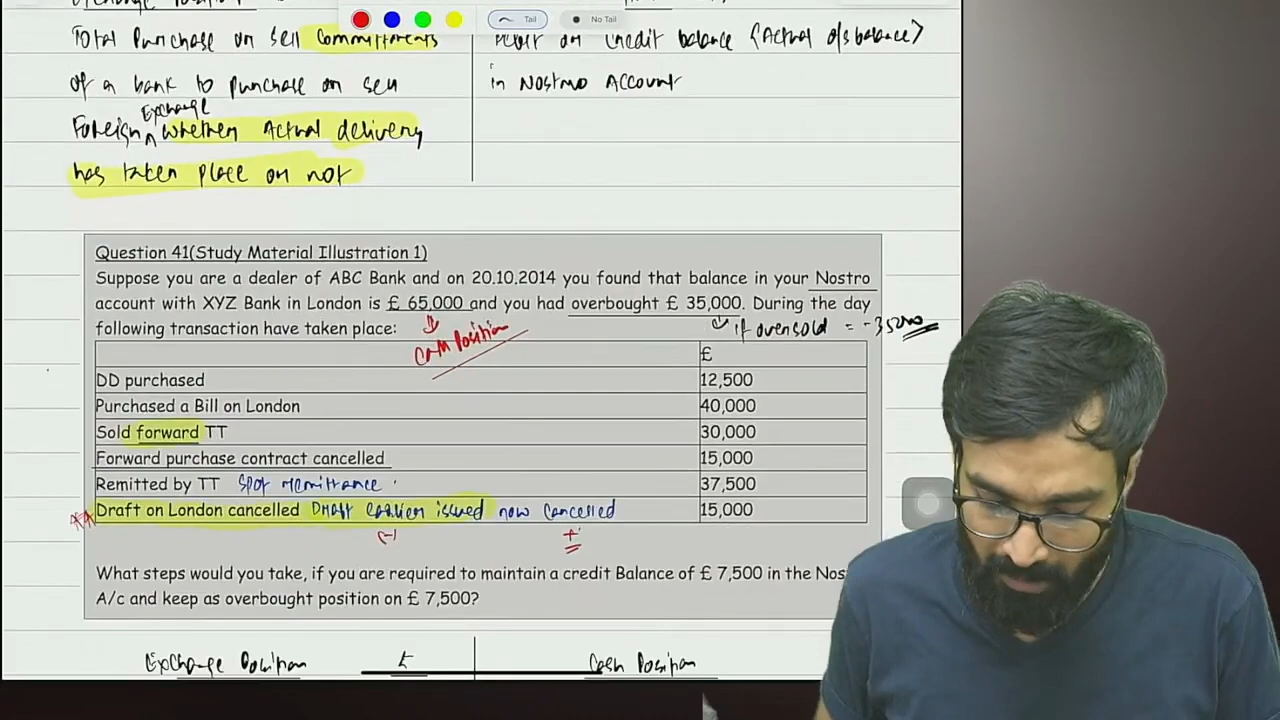 Exchange Position
Tail
No Tail
Total Purchase or sell commitments
debit or credit balance (Actual o/s balance)
of a bank to purchase or sell
in Nostro Account
Exchange
Foreign ^ whether Actual delivery
has taken place or not
Question 41(Study Material Illustration 1)
Suppose you are a dealer of ABC Bank and on 20.10.2014 you found that balance in your Nostro
account with XYZ Bank in London is £ 65,000 and you had overbought £ 35,000. During the day
following transaction have taken place:
if oversold = -35000
Cash Position
£
DD purchased 12,500
Purchased a Bill on London 40,000
Sold forward TT 30,000
Forward purchase contract cancelled 15,000
Remitted by TT Spot remittance 37,500
** Draft on London cancelled Draft earlier issued now cancelled 15,000
(-) +
What steps would you take, if you are required to maintain a credit Balance of £ 7,500 in the Nos
A/c and keep as overbought position on £ 7,500?
Exchange Position £ Cash Position